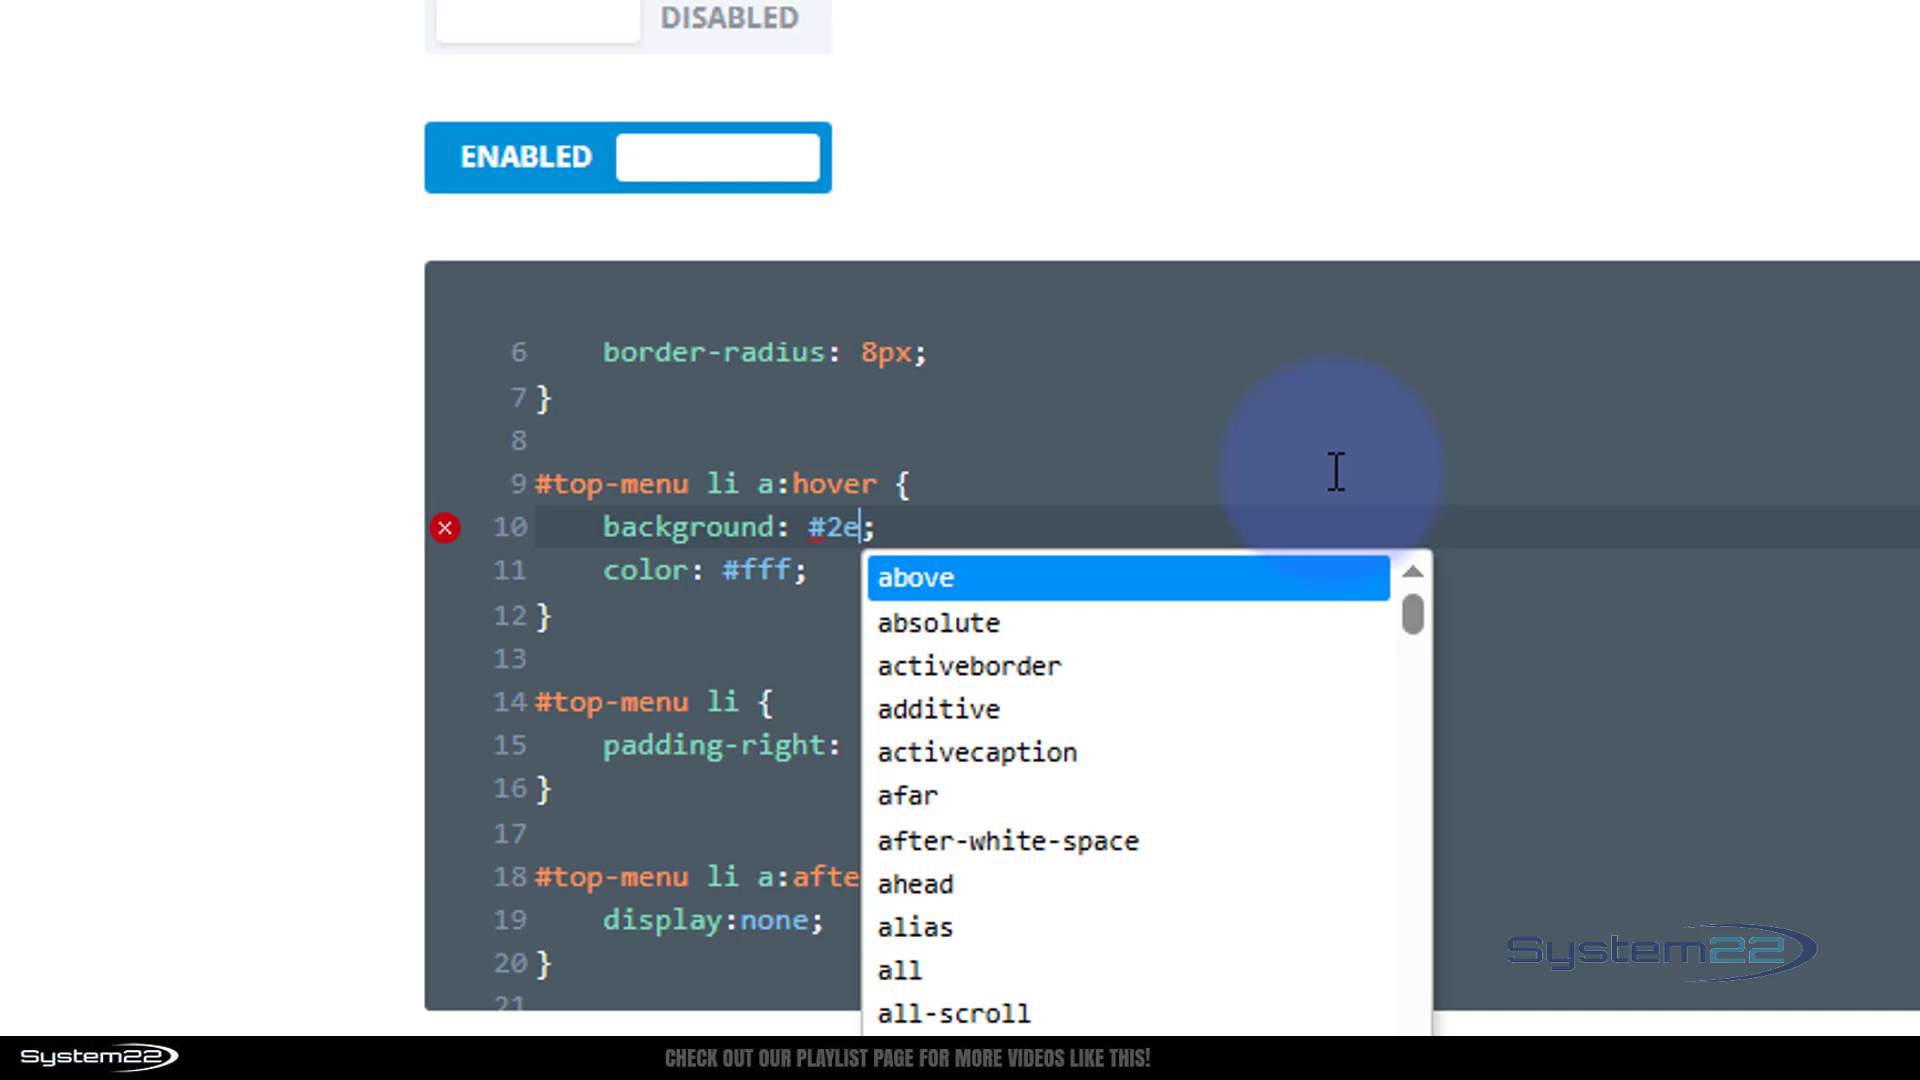 DISABLED
ENABLED
6 border-radius: 8px;
7 }
8
9 #top-menu li a:hover {
10 background: #2e;
11 color: #fff;
12 }
13
14 #top-menu li {
15 padding-right:
16 }
17
18 #top-menu li a:afte
19 display:none;
20 }
21
above
absolute
activeborder
additive
activecaption
afar
after-white-space
ahead
alias
all
all-scroll
System22
System22
CHECK OUT OUR PLAYLIST PAGE FOR MORE VIDEOS LIKE THIS!